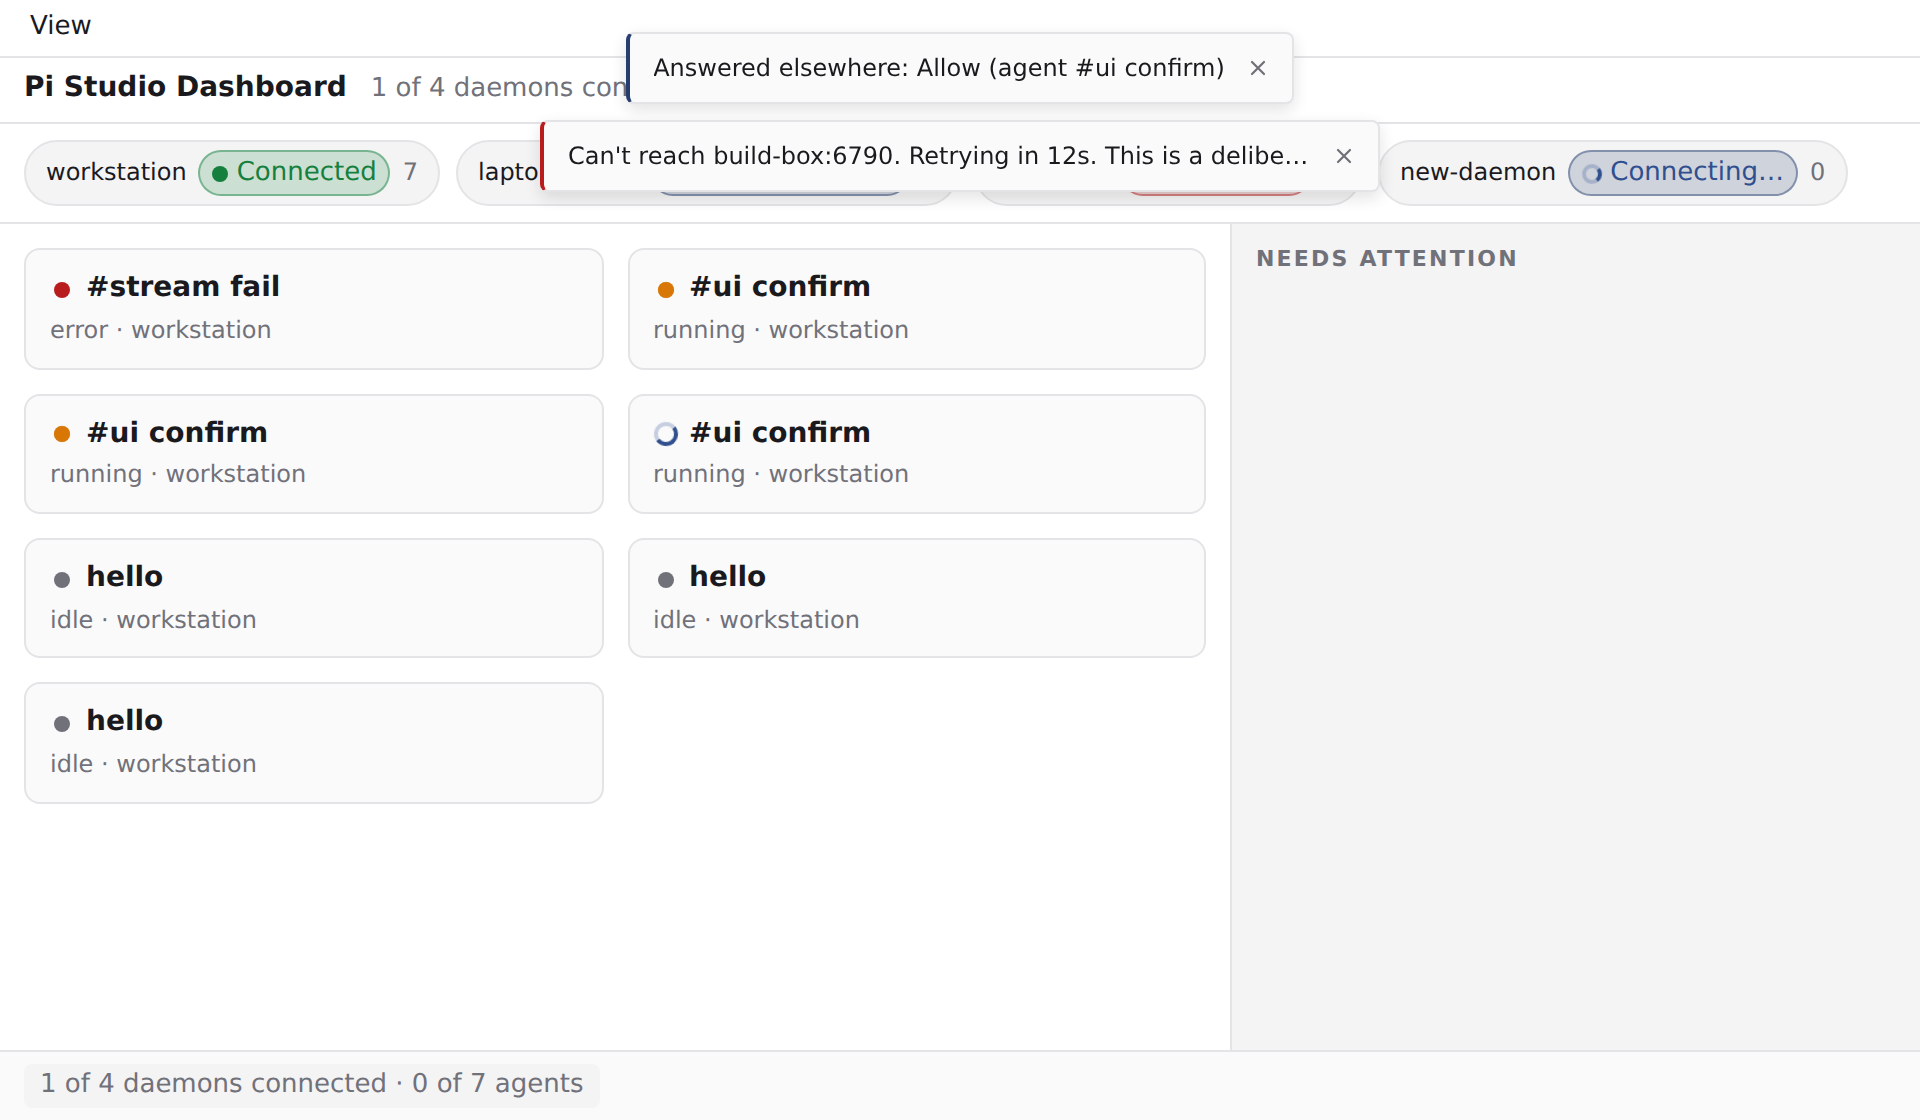 View
Answered elsewhere: Allow (agent #ui confirm)
Pi Studio Dashboard 1 of 4 daemons con
Can't reach build-box:6790. Retrying in 12s. This is a delibe...
workstation Connected 7 lapto new-daemon Connecting... 0
NEEDS ATTENTION
#stream fail
error · workstation
#ui confirm
running · workstation
#ui confirm
running · workstation
#ui confirm
running · workstation
hello
idle · workstation
hello
idle · workstation
hello
idle · workstation
1 of 4 daemons connected · 0 of 7 agents